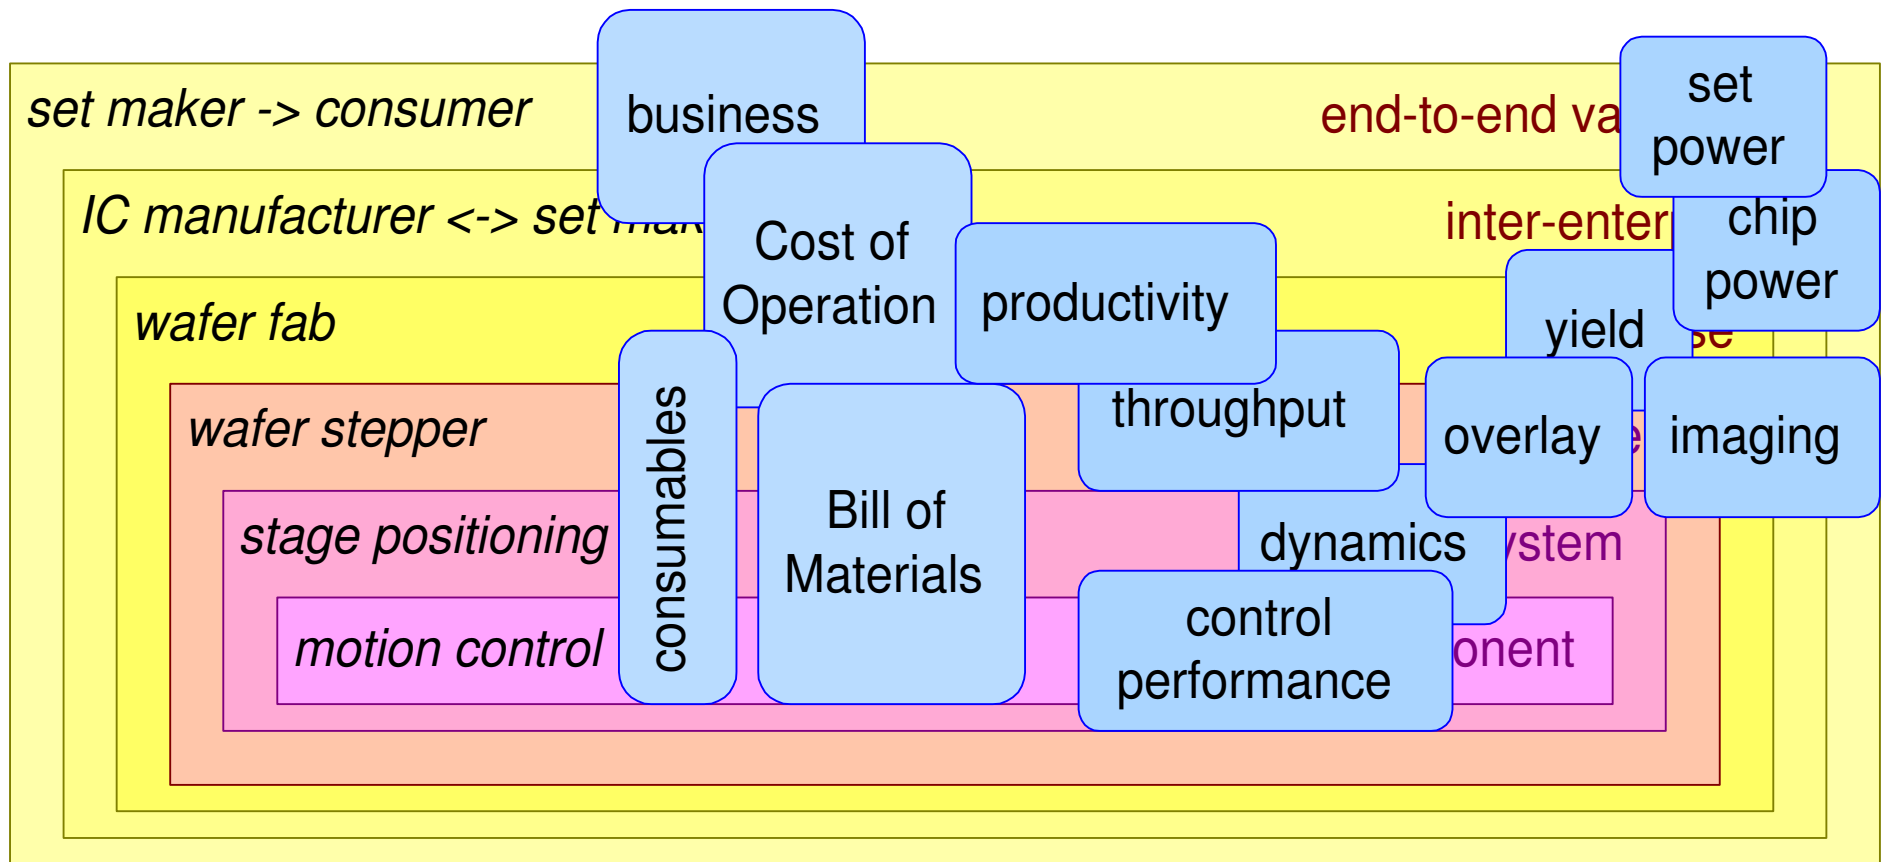 set maker -> consumer
business
end-to-end va
set
power
IC manufacturer <-> set mak
Cost of
Operation
inter-enter
chip
power
wafer fab
productivity
yield
se
wafer stepper
throughput
overlay
imaging
consumables
stage positioning
Bill of
Materials
dynamics
ystem
motion control
control
performance
onent